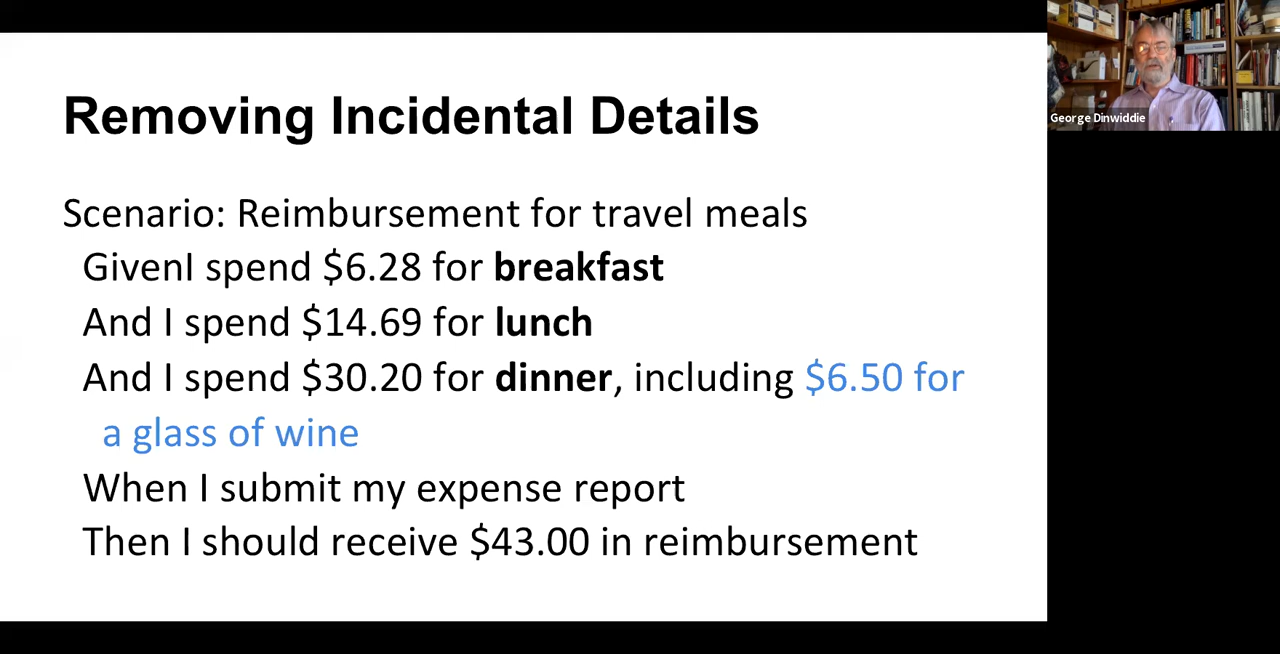 Removing Incidental Details
Scenario: Reimbursement for travel meals
GivenI spend $6.28 for breakfast
And I spend $14.69 for lunch
And I spend $30.20 for dinner, including $6.50 for
a glass of wine
When I submit my expense report
Then I should receive $43.00 in reimbursement
George Dinwiddie